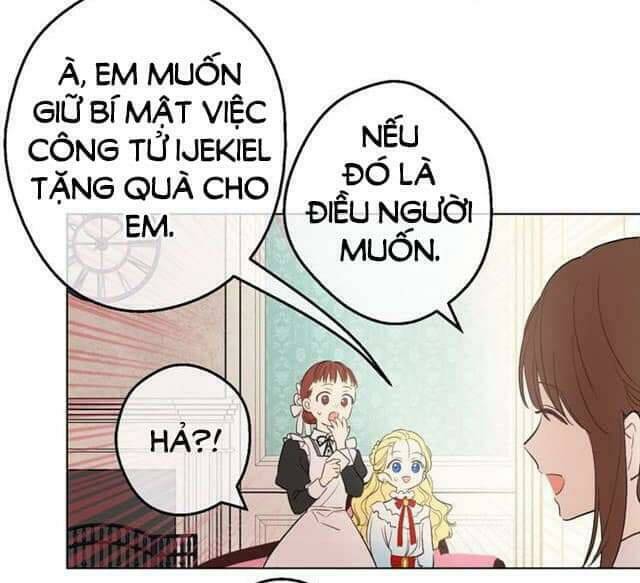 À, EM MUỐN
GIỮ BÍ MẬT VIỆC
CÔNG TỬ IJEKIEL
TẶNG QUÀ CHO
EM.
NẾU
ĐÓ LÀ
ĐIỀU NGƯỜI
MUỐN.
HẢ?!